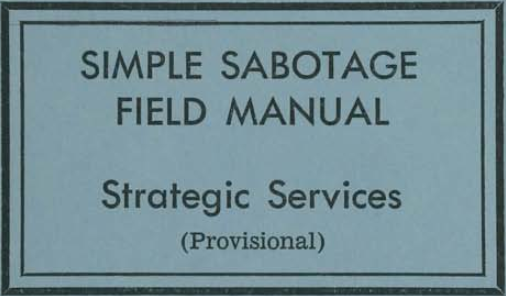 SIMPLE SABOTAGE
FIELD MANUAL
Strategic Services
(Provisional)